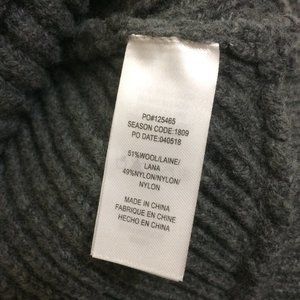 PO#125465
SEASON CODE:1809
PO DATE:040518
51%WOOL/LAINE/
LANA
49%NYLON/NYLON/
NYLON
MADE IN CHINA
FABRIQUE EN CHINE
HECHO EN CHINA